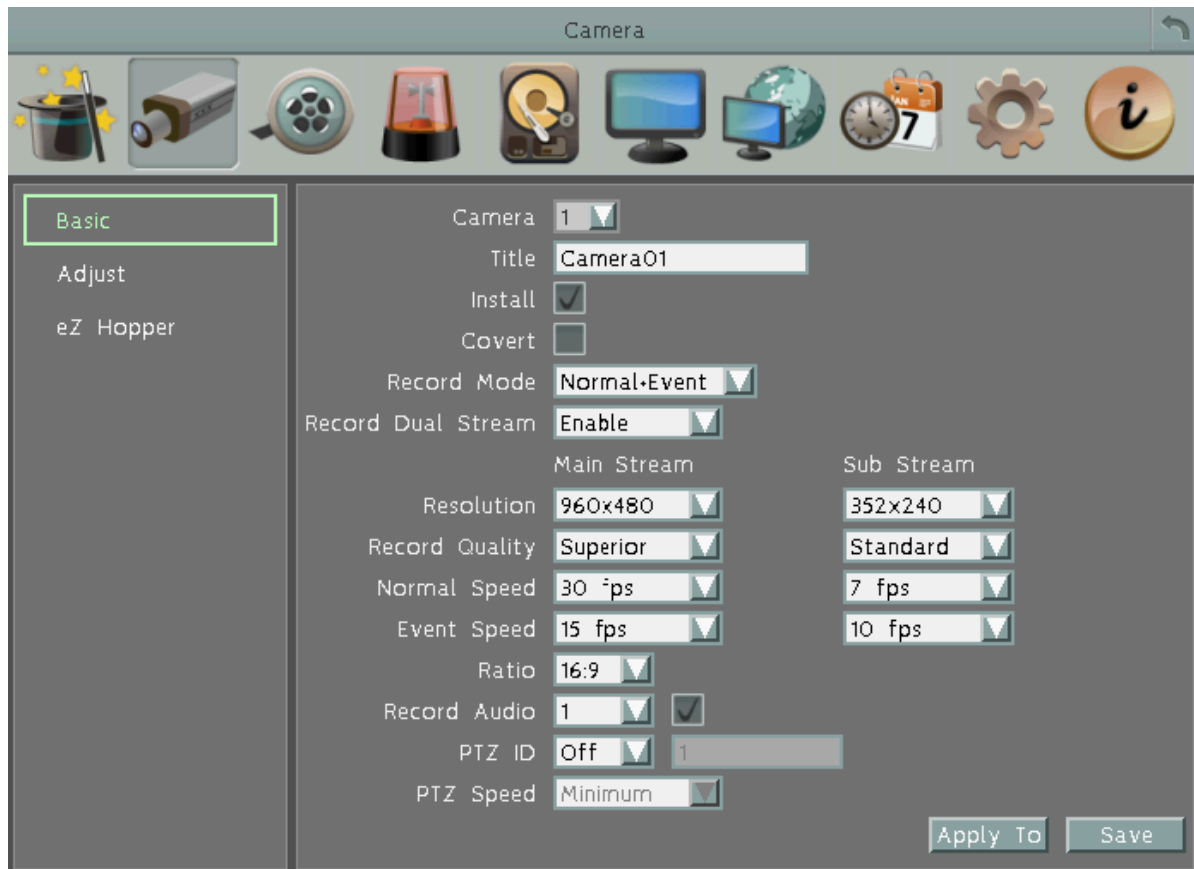 Camera
JAN
7
i
Basic
Adjust
eZ Hopper
Camera 1
Title Camera01
Install
Covert
Record Mode Normal+Event
Record Dual Stream Enable
Main Stream Sub Stream
Resolution 960x480 352x240
Record Quality Superior Standard
Normal Speed 30 fps 7 fps
Event Speed 15 fps 10 fps
Ratio 16:9
Record Audio 1
PTZ ID Off 1
PTZ Speed Minimum
Apply To Save